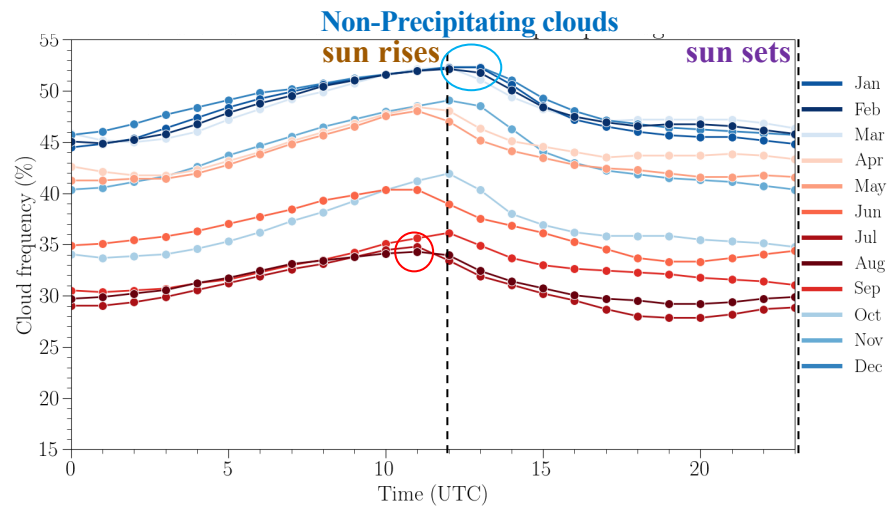 Non-Precipitating clouds
sun rises
sun sets
Cloud frequency (%)
55
50
45
40
35
30
25
20
15
0
5
10
15
20
Time (UTC)
Jan
Feb
Mar
Apr
May
Jun
Jul
Aug
Sep
Oct
Nov
Dec